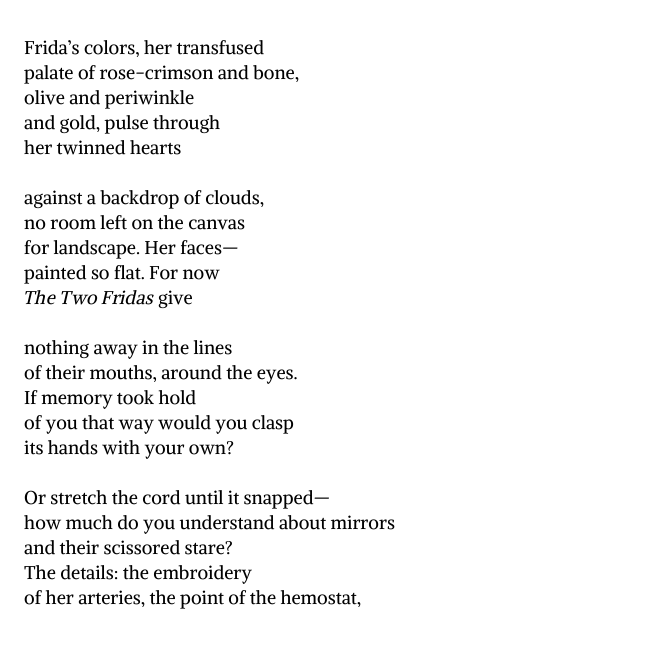 Frida’s colors, her transfused
palate of rose-crimson and bone,
olive and periwinkle
and gold, pulse through
her twinned hearts
against a backdrop of clouds,
no room left on the canvas
for landscape. Her faces—
painted so flat. For now
The Two Fridas give
nothing away in the lines
of their mouths, around the eyes.
If memory took hold
of you that way would you clasp
its hands with your own?
Or stretch the cord until it snapped—
how much do you understand about mirrors
and their scissored stare?
The details: the embroidery
of her arteries, the point of the hemostat,